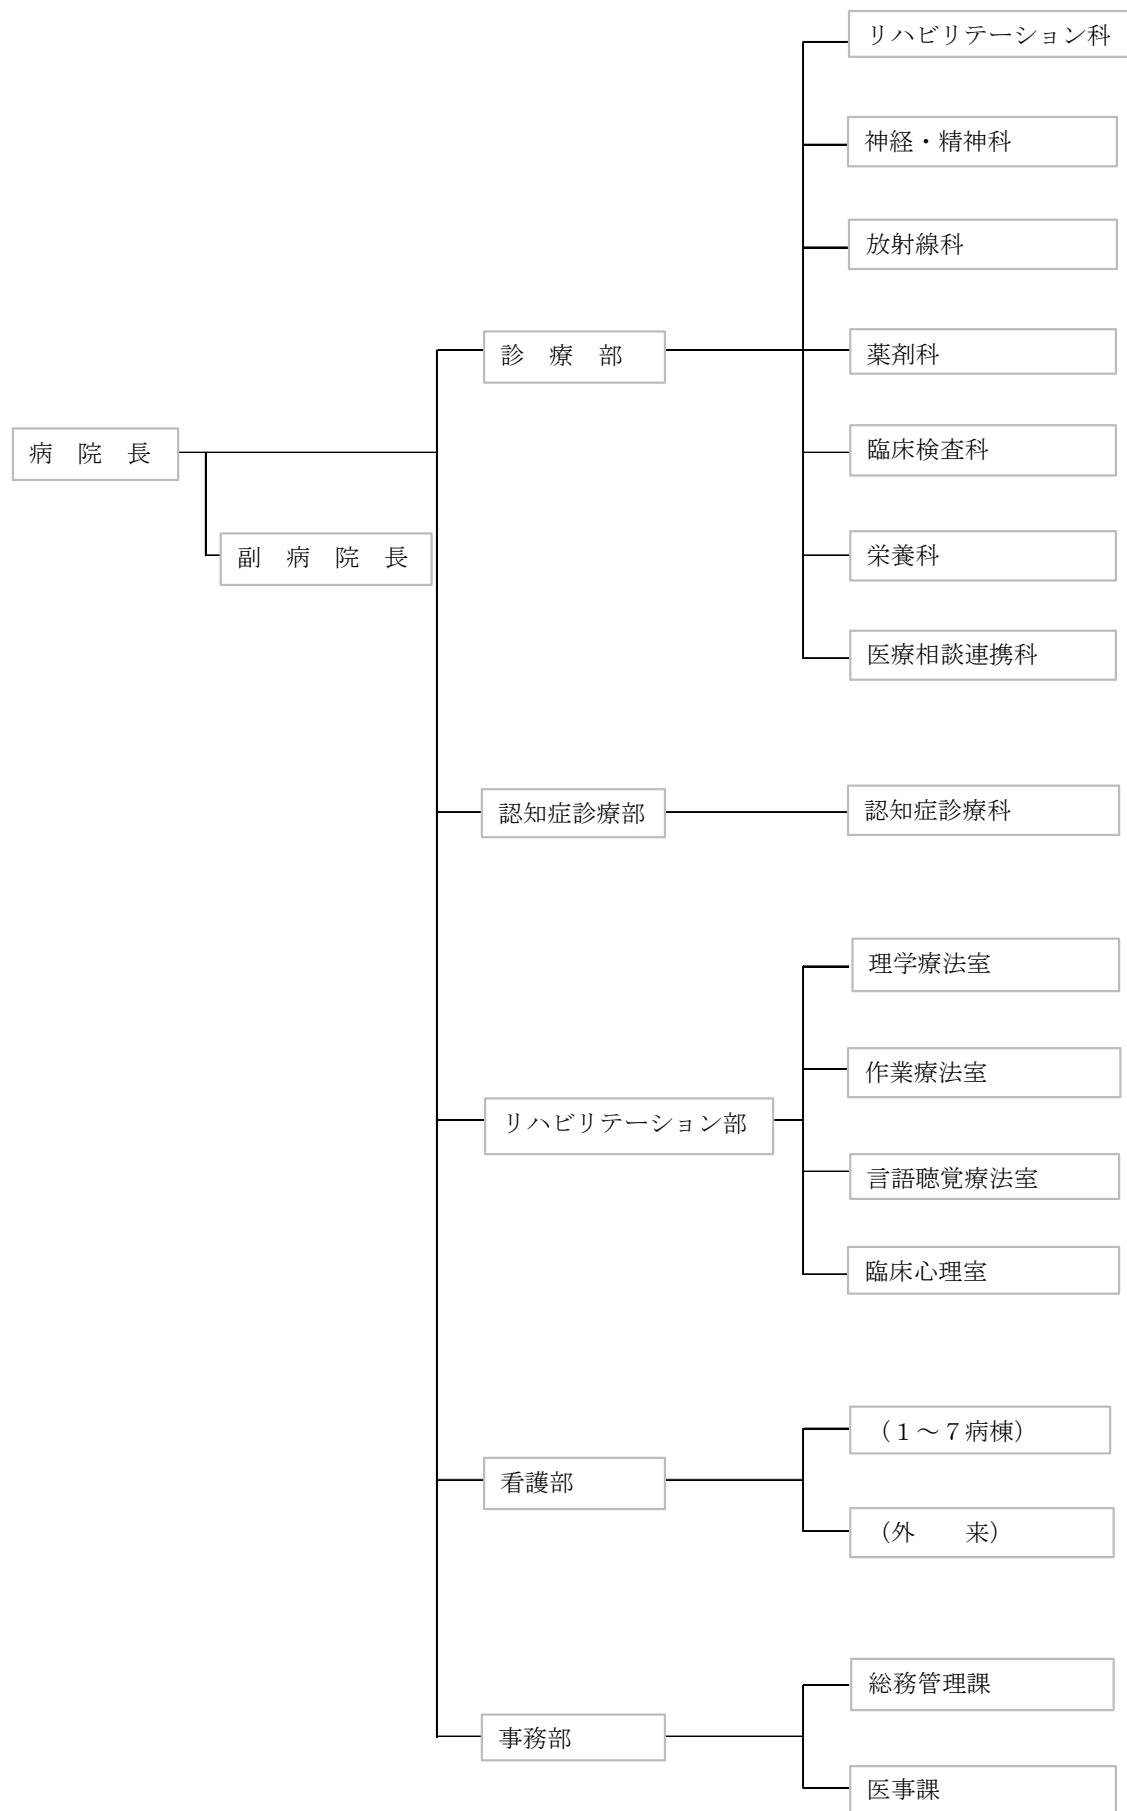 病　院　長
副　病　院　長
診　療　部
リハビリテーション科
神経・精神科
放射線科
薬剤科
臨床検査科
栄養科
医療相談連携科
認知症診療部
認知症診療科
リハビリテーション部
理学療法室
作業療法室
言語聴覚療法室
臨床心理室
看護部
（１～７病棟）
（外　　来）
事務部
総務管理課
医事課